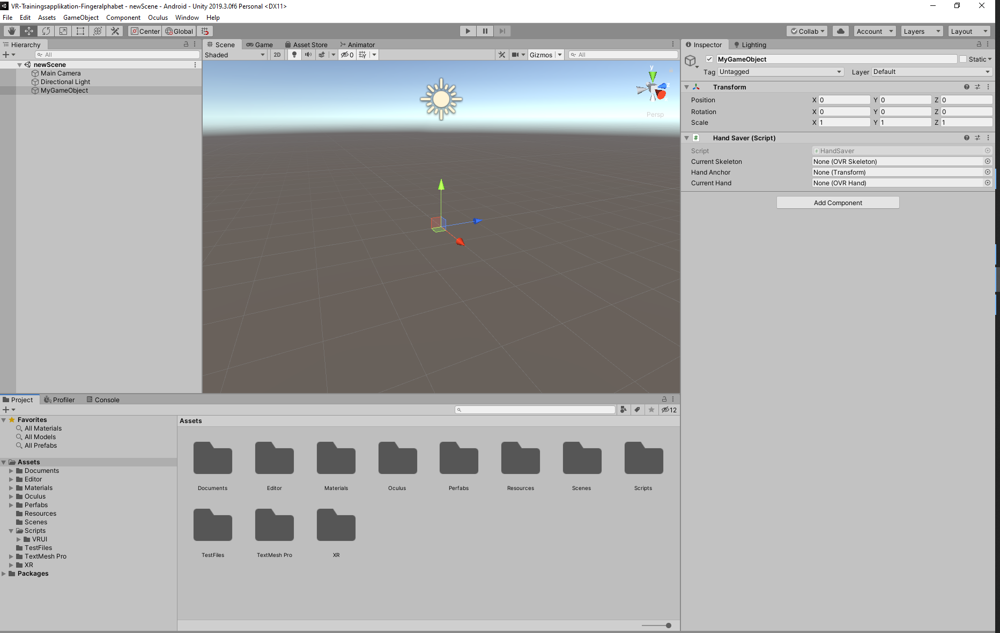 VR-Trainingsapplikation-Fingeralphabet - newScene - Android - Unity 2019.3.0f6 Personal <DX11>
File Edit Assets GameObject Component Oculus Window Help
Center Global Collab Account Layers Layout
Hierarchy
All
newScene
Main Camera
Directional Light
MyGameObject
Scene Game Asset Store Animator
Shaded 2D 0 Gizmos All
y
z
Persp
Inspector Lighting
MyGameObject Static
Tag Untagged Layer Default
Transform
Position X 0 Y 0 Z 0
Rotation X 0 Y 0 Z 0
Scale X 1 Y 1 Z 1
# Hand Saver (Script)
Script HandSaver
Current Skeleton None (OVR Skeleton)
Hand Anchor None (Transform)
Current Hand None (OVR Hand)
Add Component
Project Profiler Console
12
Favorites
All Materials
All Models
All Prefabs
Assets
Documents
Editor
Materials
Oculus
Perfabs
Resources
Scenes
Scripts
VRUI
TestFiles
TextMesh Pro
XR
Packages
Assets
Documents Editor Materials Oculus Perfabs Resources Scenes Scripts
TestFiles TextMesh Pro XR